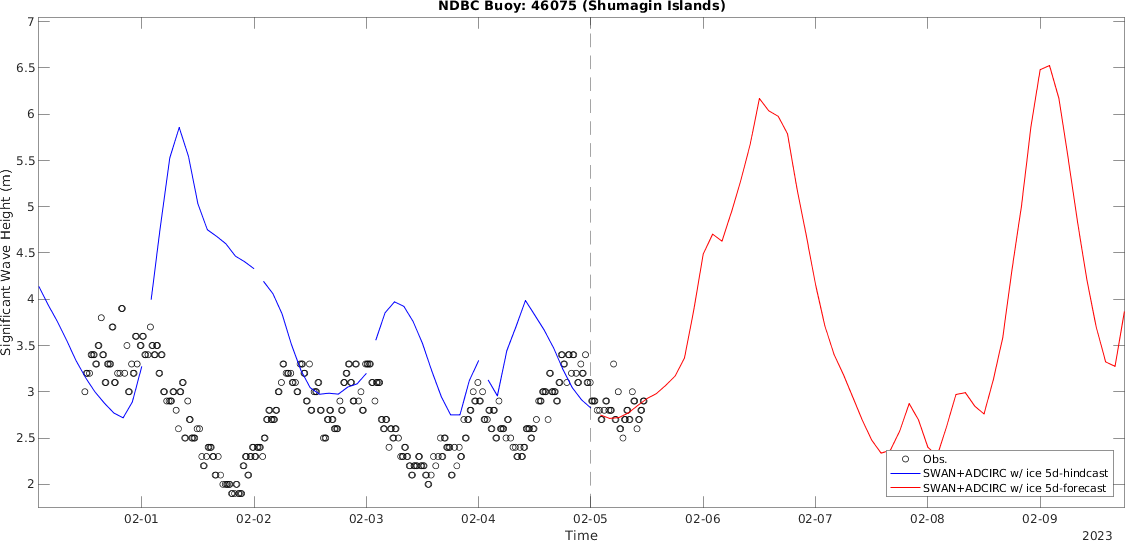 NDBC Buoy: 46075 (Shumagin Islands)
7
6.5
6
5.5
5
4.5
4
3.5
3
2.5
2
Significant Wave Height (m)
Obs.
SWAN+ADCIRC w/ ice 5d-hindcast
SWAN+ADCIRC w/ ice 5d-forecast
02-01 02-02 02-03 02-04 02-05 02-06 02-07 02-08 02-09
Time
2023